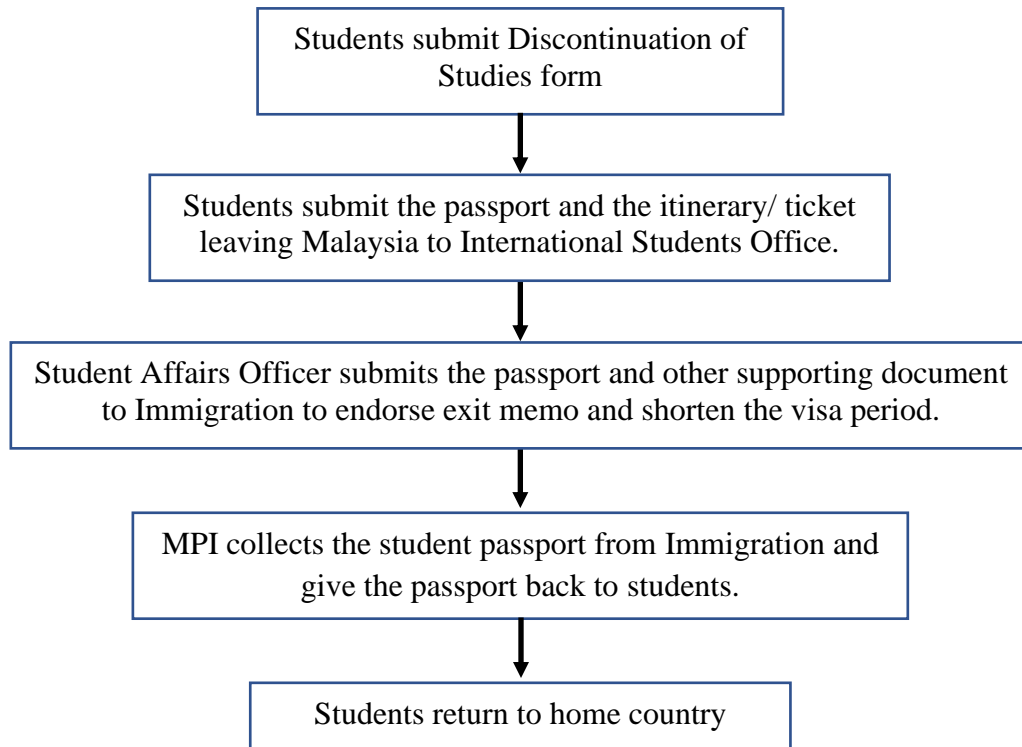 Students submit Discontinuation of
Studies form
Students submit the passport and the itinerary/ ticket
leaving Malaysia to International Students Office.
Student Affairs Officer submits the passport and other supporting document
to Immigration to endorse exit memo and shorten the visa period.
MPI collects the student passport from Immigration and
give the passport back to students.
Students return to home country